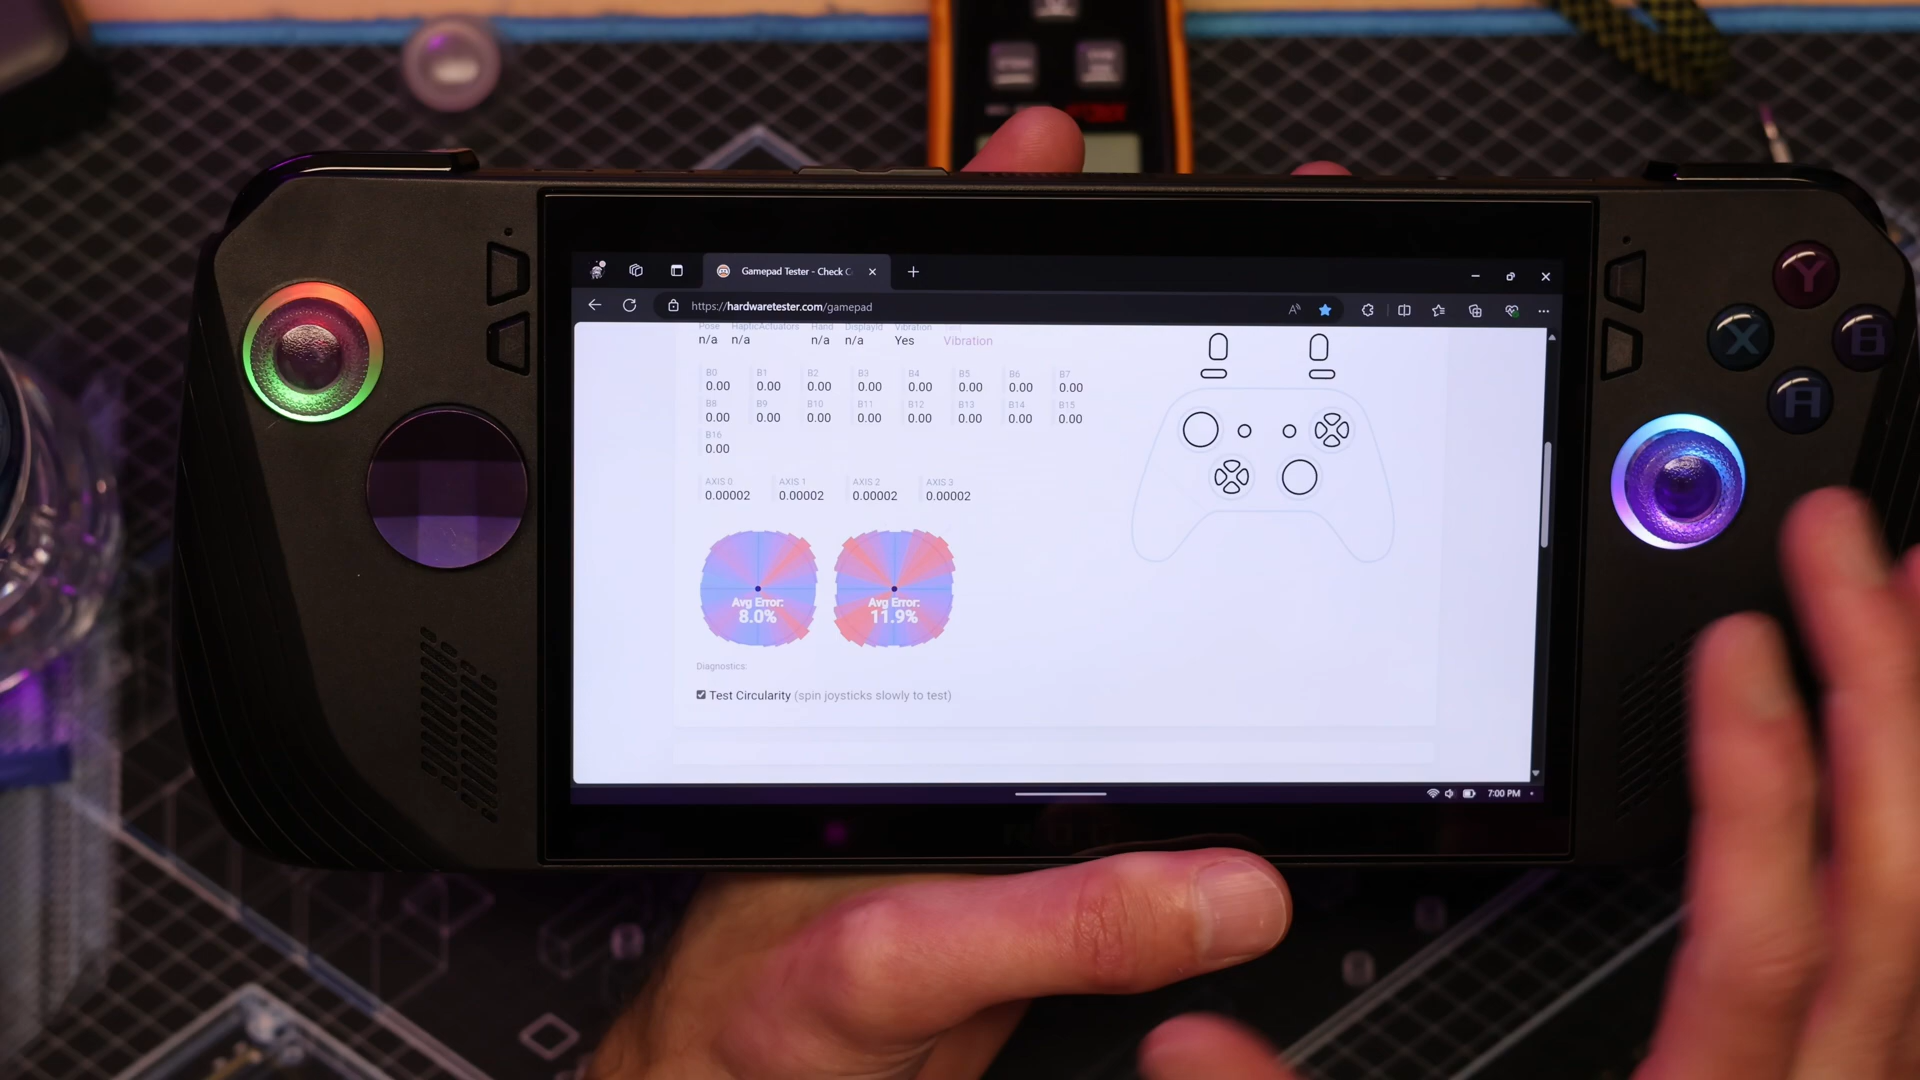 Gamepad Tester - Check C
https://hardwaretester.com/gamepad
Pose HapticActuators Hand DisplayId Vibration
n/a n/a n/a n/a Yes Vibration
B0 B1 B2 B3 B4 B5 B6 B7
0.00 0.00 0.00 0.00 0.00 0.00 0.00 0.00
B8 B9 B10 B11 B12 B13 B14 B15
0.00 0.00 0.00 0.00 0.00 0.00 0.00 0.00
B16
0.00
AXIS 0 AXIS 1 AXIS 2 AXIS 3
0.00002 0.00002 0.00002 0.00002
Avg Error: Avg Error:
8.0% 11.9%
Diagnostics:
Test Circularity (spin joysticks slowly to test)
7:00 PM
Y
X
B
A